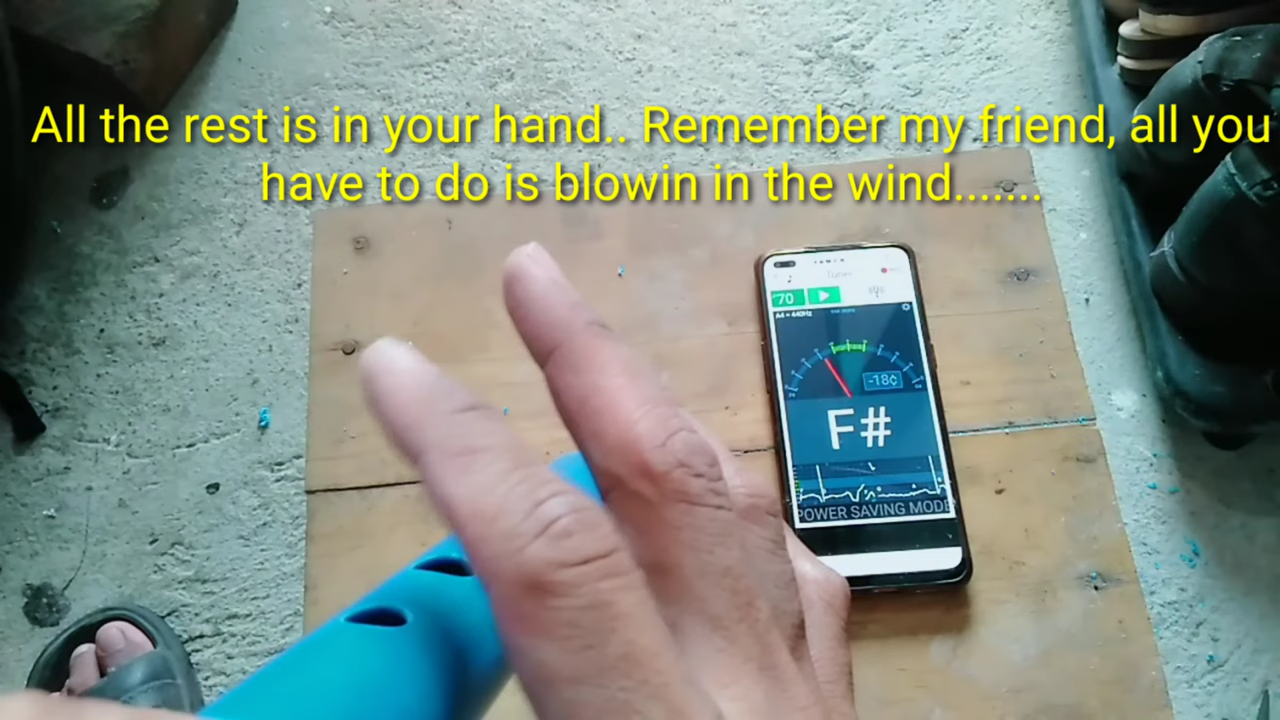 All the rest is in your hand.. Remember my friend, all you
have to do is blowin in the wind.......
Tuner
70
A4 = 440Hz
-18¢
F#
POWER SAVING MODE